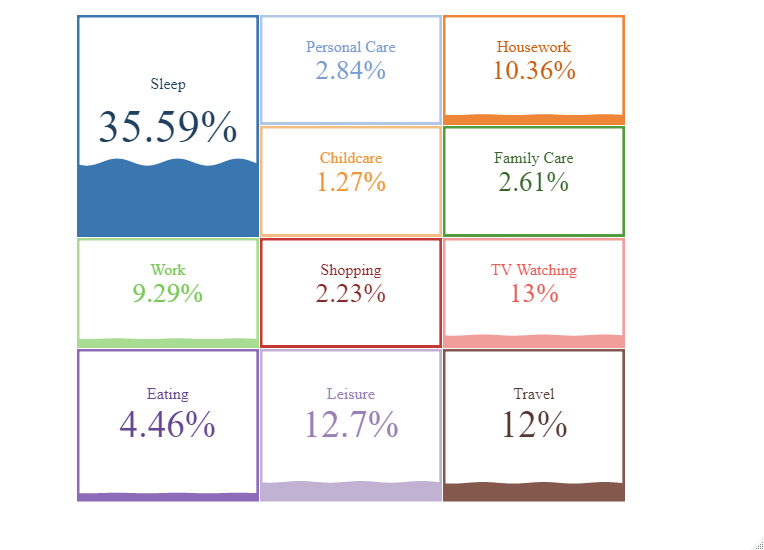 Sleep
35.59%
Personal Care
2.84%
Housework
10.36%
Childcare
1.27%
Family Care
2.61%
Work
9.29%
Shopping
2.23%
TV Watching
13%
Eating
4.46%
Leisure
12.7%
Travel
12%